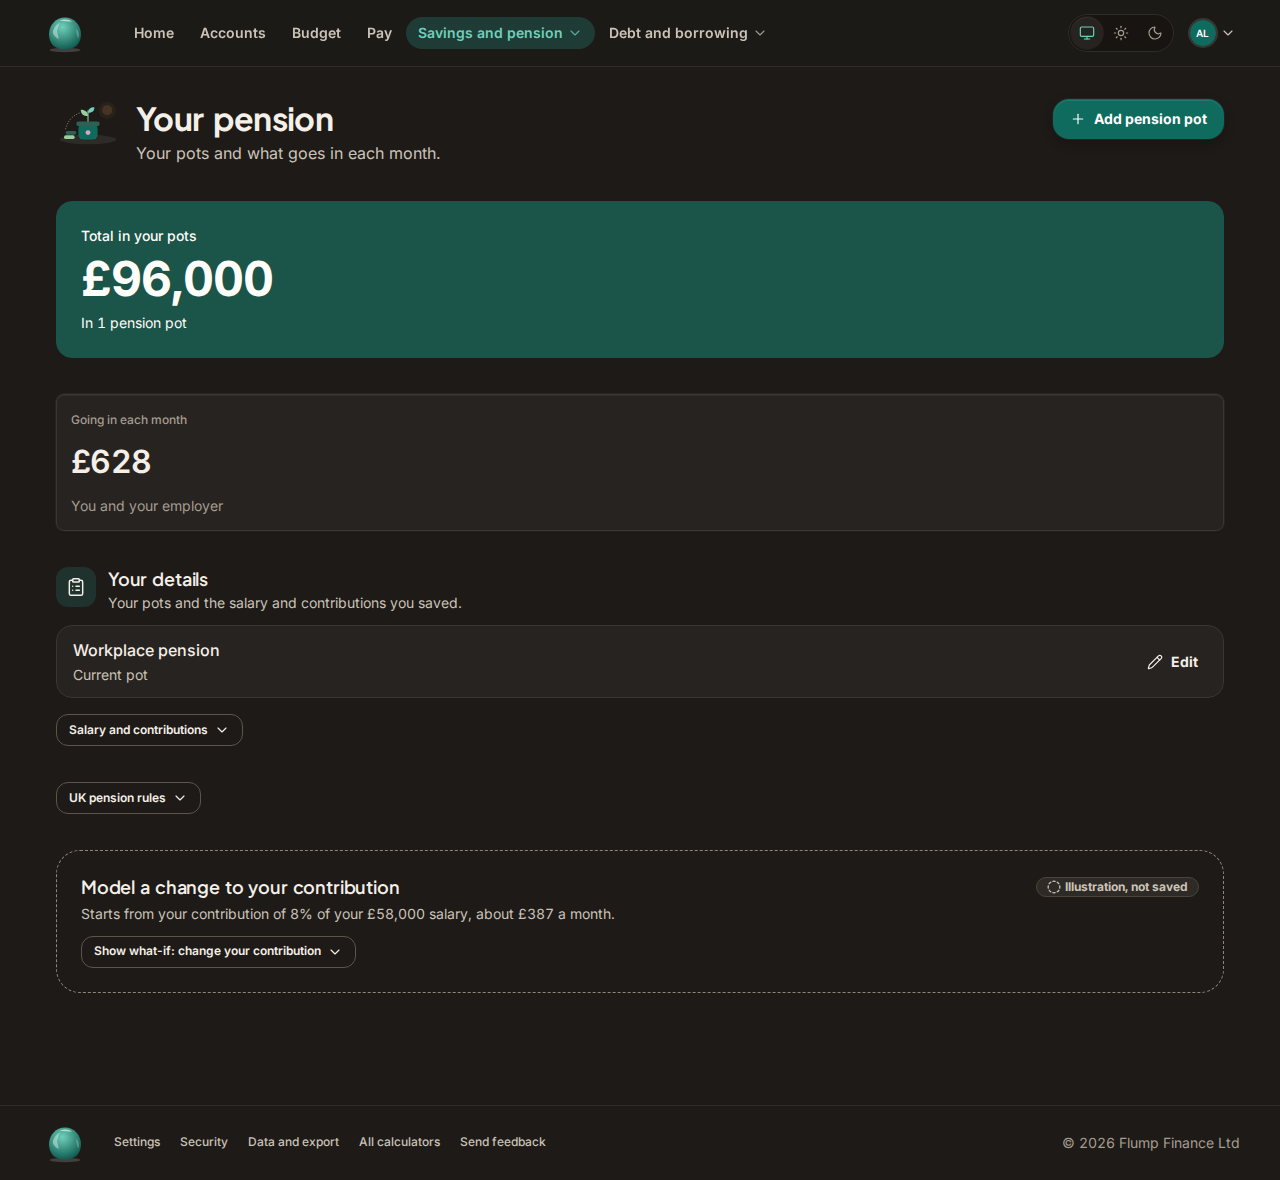 Home
Accounts
Budget
Pay
Savings and pension
Debt and borrowing
AL
Your pension
Your pots and what goes in each month.
Add pension pot
Total in your pots
£96,000
In 1 pension pot
Going in each month
£628
You and your employer
Your details
Your pots and the salary and contributions you saved.
Workplace pension
Current pot
Edit
Salary and contributions
UK pension rules
Model a change to your contribution
Illustration, not saved
Starts from your contribution of 8% of your £58,000 salary, about £387 a month.
Show what-if: change your contribution
Settings
Security
Data and export
All calculators
Send feedback
© 2026 Flump Finance Ltd